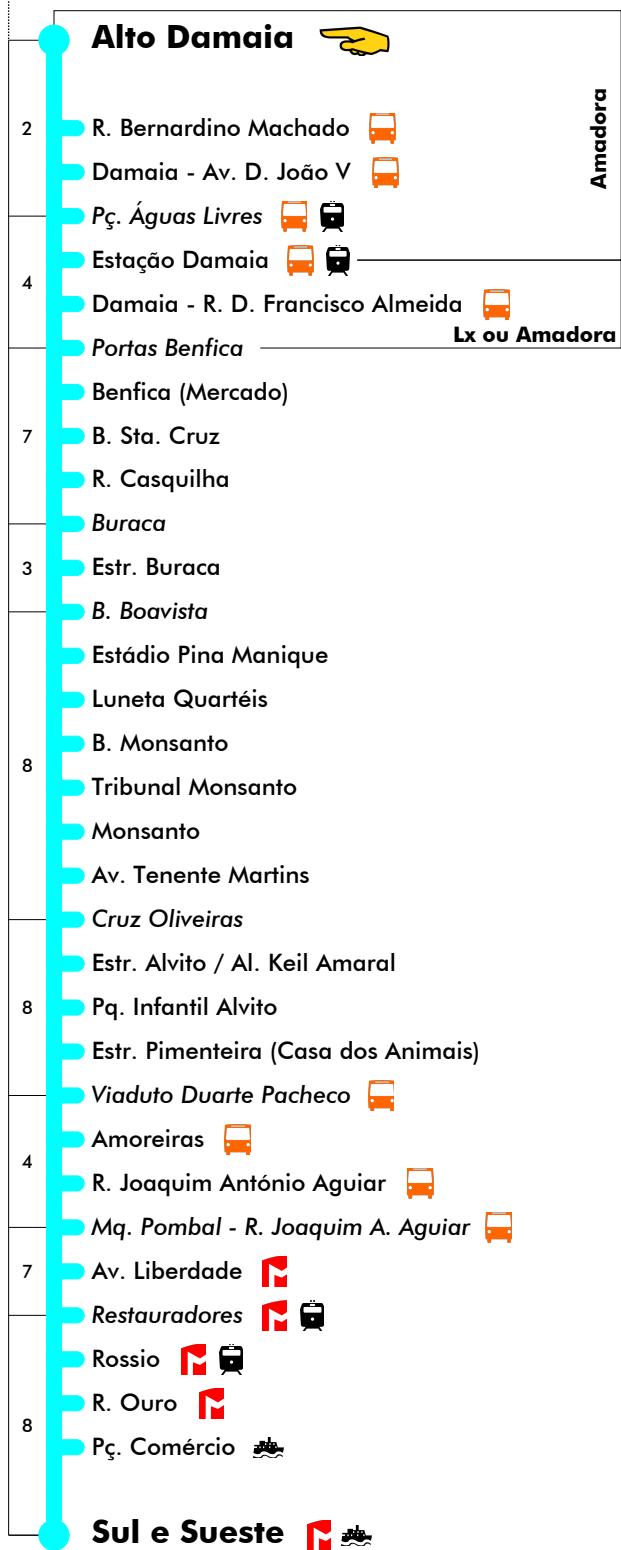 Alto Damaia
Amadora
2
R. Bernardino Machado
Damaia - Av. D. João V
Pç. Águas Livres
4
Estação Damaia
Damaia - R. D. Francisco Almeida
Lx ou Amadora
Portas Benfica
Benfica (Mercado)
7
B. Sta. Cruz
R. Casquilha
Buraca
3
Estr. Buraca
B. Boavista
Estádio Pina Manique
Luneta Quartéis
B. Monsanto
8
Tribunal Monsanto
Monsanto
Av. Tenente Martins
Cruz Oliveiras
Estr. Alvito / Al. Keil Amaral
8
Pq. Infantil Alvito
Estr. Pimenteira (Casa dos Animais)
Viaduto Duarte Pacheco
Amoreiras
4
R. Joaquim António Aguiar
Mq. Pombal - R. Joaquim A. Aguiar
7
Av. Liberdade
Restauradores
Rossio
R. Ouro
8
Pç. Comércio
Sul e Sueste